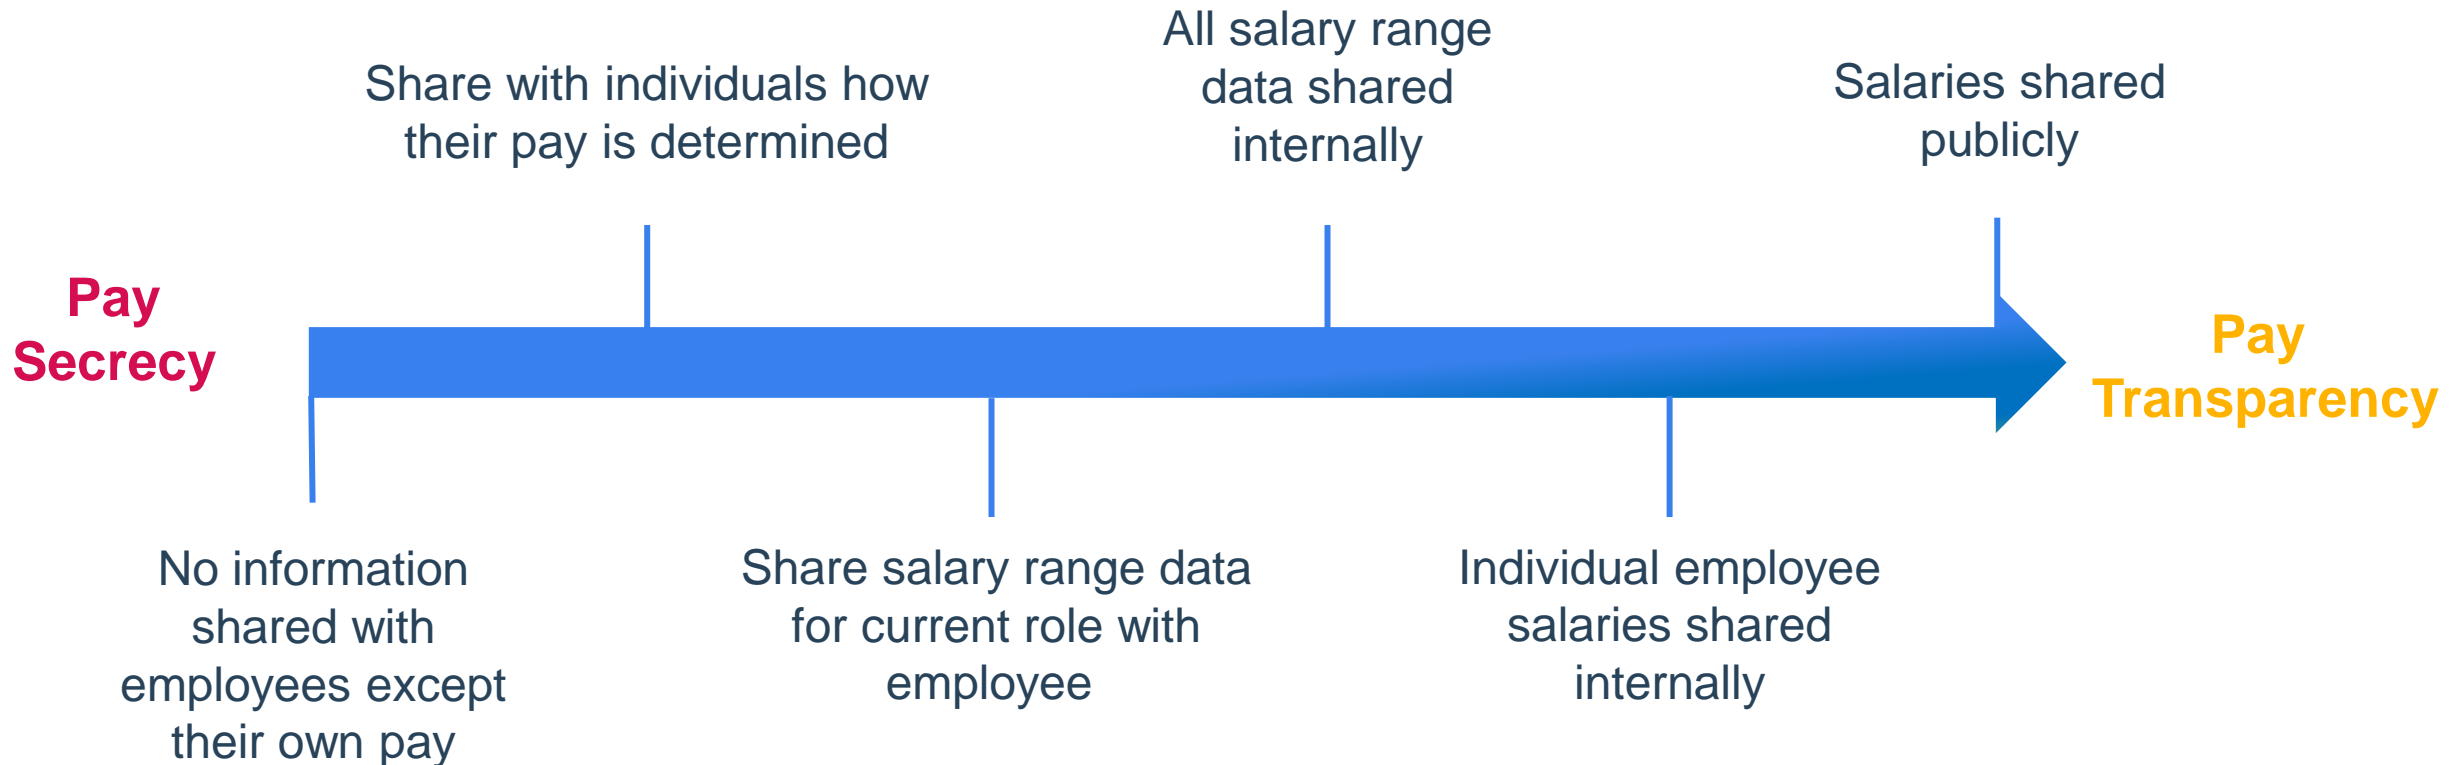 All salary range
data shared
internally
Share with individuals how
their pay is determined
Salaries shared
publicly
Pay
Secrecy
Pay
Transparency
No information
shared with
employees except
their own pay
Share salary range data
for current role with
employee
Individual employee
salaries shared
internally